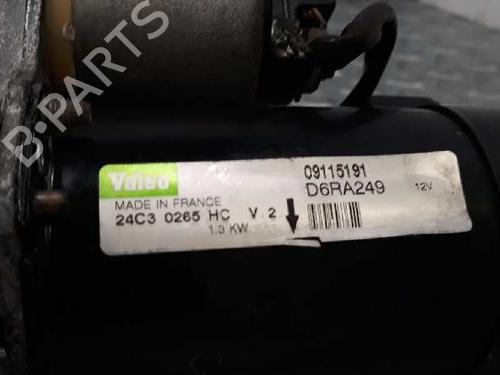 B-PARTS
Valeo
09115191
D6RA249 12V
MADE IN FRANCE
24C3 0265 HC V 2
1.3 KW